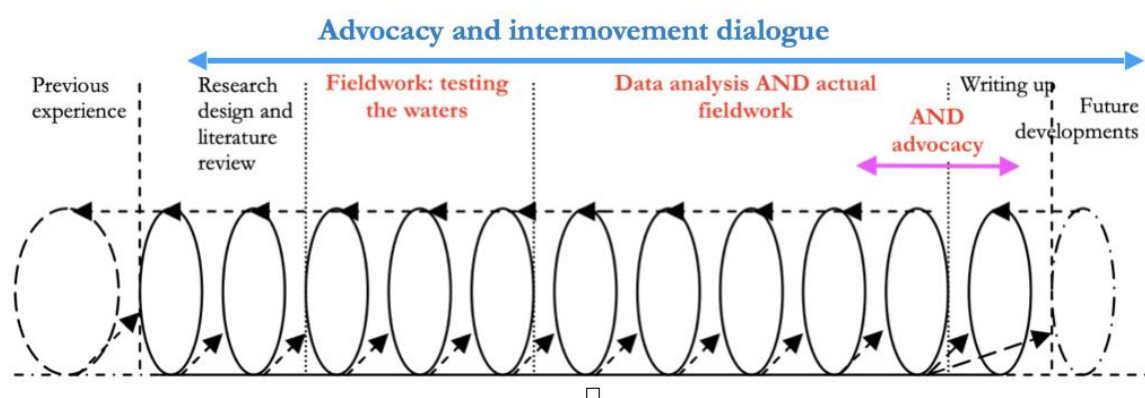 Advocacy and intermovement dialogue
Previous
experience
Research
design and
literature
review
Fieldwork: testing
the waters
Data analysis AND actual
fieldwork
AND
advocacy
Writing up
Future
developments